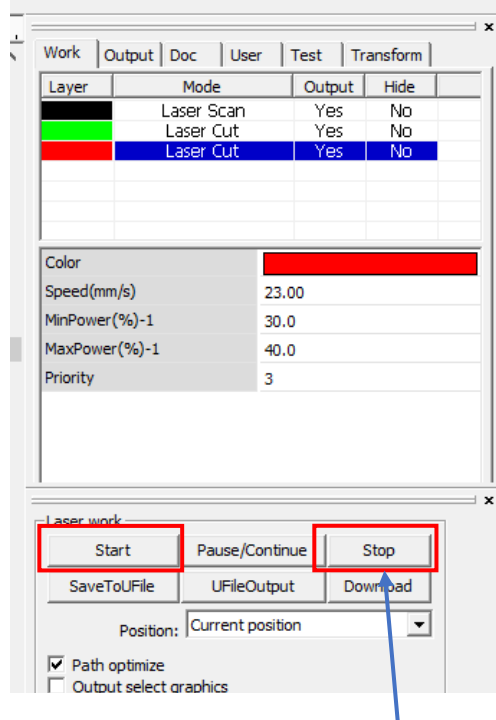 Work Output Doc User Test Transform
Layer Mode Output Hide
Laser Scan Yes No
Laser Cut Yes No
Laser Cut Yes No
Color
Speed(mm/s) 23.00
MinPower(%)-1 30.0
MaxPower(%)-1 40.0
Priority 3
Laser work
Start Pause/Continue Stop
SaveToUFile UFileOutput Download
Position: Current position
Path optimize
Output select graphics